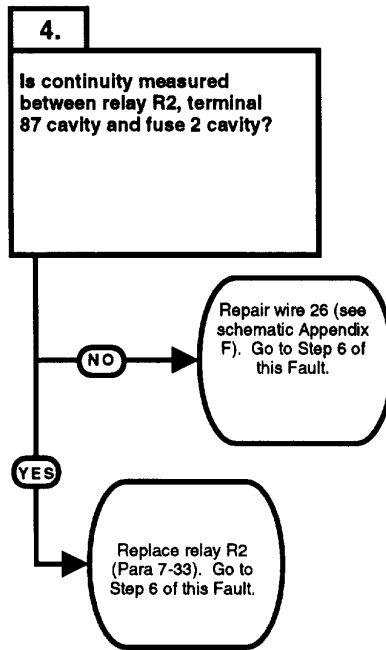 4.
Is continuity measured
between relay R2, terminal
87 cavity and fuse 2 cavity?
Repair wire 26 (see
schematic Appendix
F). Go to Step 6 of
this Fault.
NO
YES
Replace relay R2
(Para 7-33). Go to
Step 6 of this Fault.